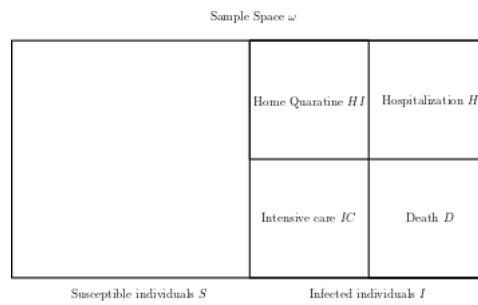 Sample Space ω
Home Quaratine HI
Hospitalization H
Intensive care IC
Death D
Susceptible individuals S
Infected individuals I